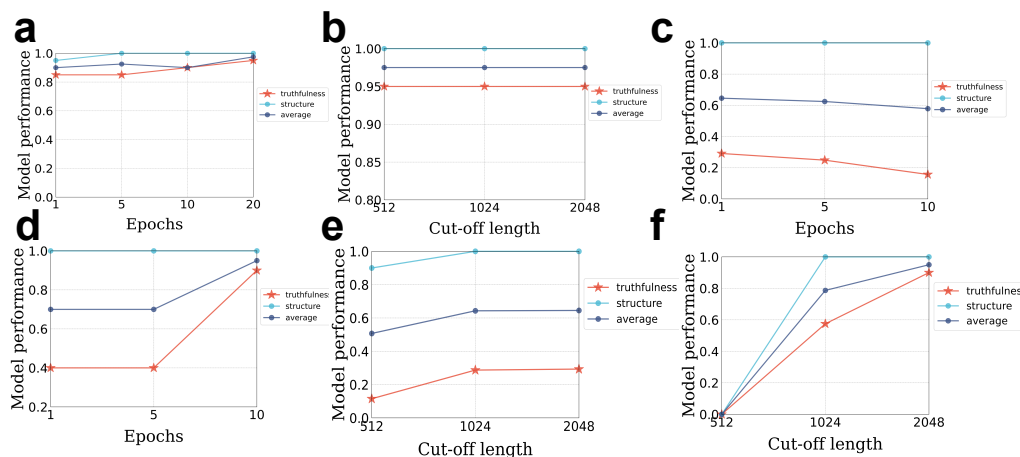 a
Model performance
1.0
0.8
0.6
0.4
0.2
0.0
1 5 10 20
Epochs
truthfulness
structure
average
b
Model performance
1.00
0.95
0.90
0.85
0.80
512 1024 2048
Cut-off length
truthfulness
structure
average
c
Model performance
1.0
0.8
0.6
0.4
0.2
0.0
1 5 10
Epochs
truthfulness
structure
average
d
Model performance
1.0
0.8
0.6
0.4
0.2
1 5 10
Epochs
truthfulness
structure
average
e
Model performance
1.0
0.8
0.6
0.4
0.2
0.0
512 1024 2048
Cut-off length
truthfulness
structure
average
f
Model performance
1.0
0.8
0.6
0.4
0.2
0.0
512 1024 2048
Cut-off length
truthfulness
structure
average